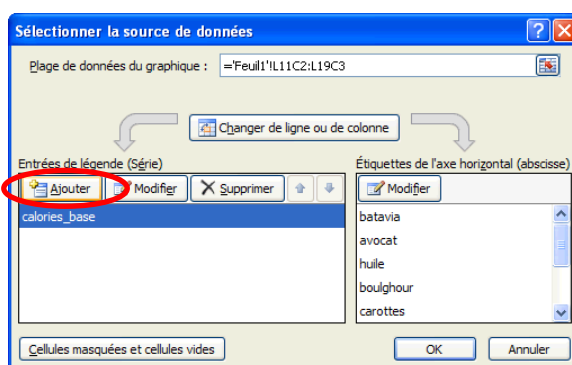 Sélectionner la source de données
Plage de données du graphique : ='Feuil1'!L11C2:L19C3
Changer de ligne ou de colonne
Entrées de légende (Série)
Étiquettes de l'axe horizontal (abscisse)
Ajouter Modifier Supprimer
Modifier
calories_base
batavia
avocat
huile
boulghour
carottes
Cellules masquées et cellules vides
OK Annuler